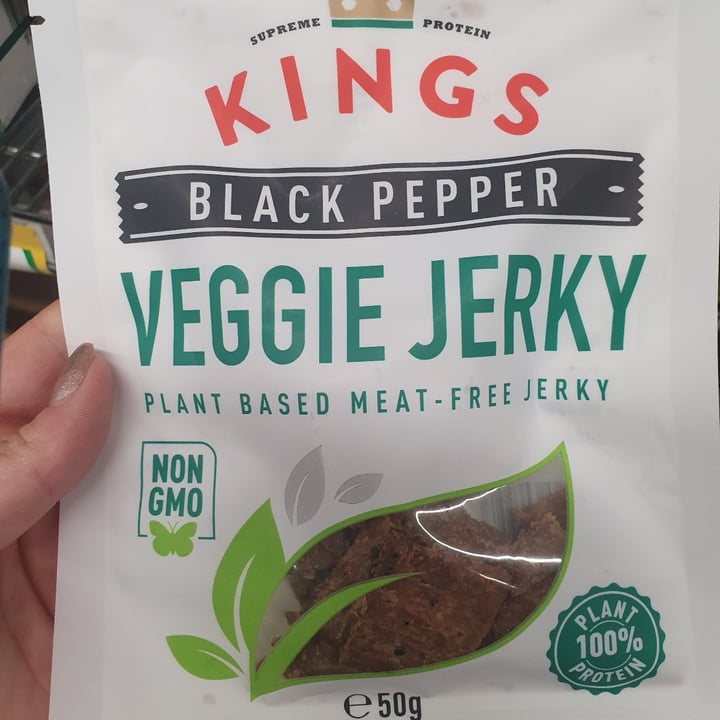 SUPREME PROTEIN
KINGS
BLACK PEPPER
VEGGIE JERKY
PLANT BASED MEAT-FREE JERKY
NON
GMO
PLANT
100%
PROTEIN
℮50g